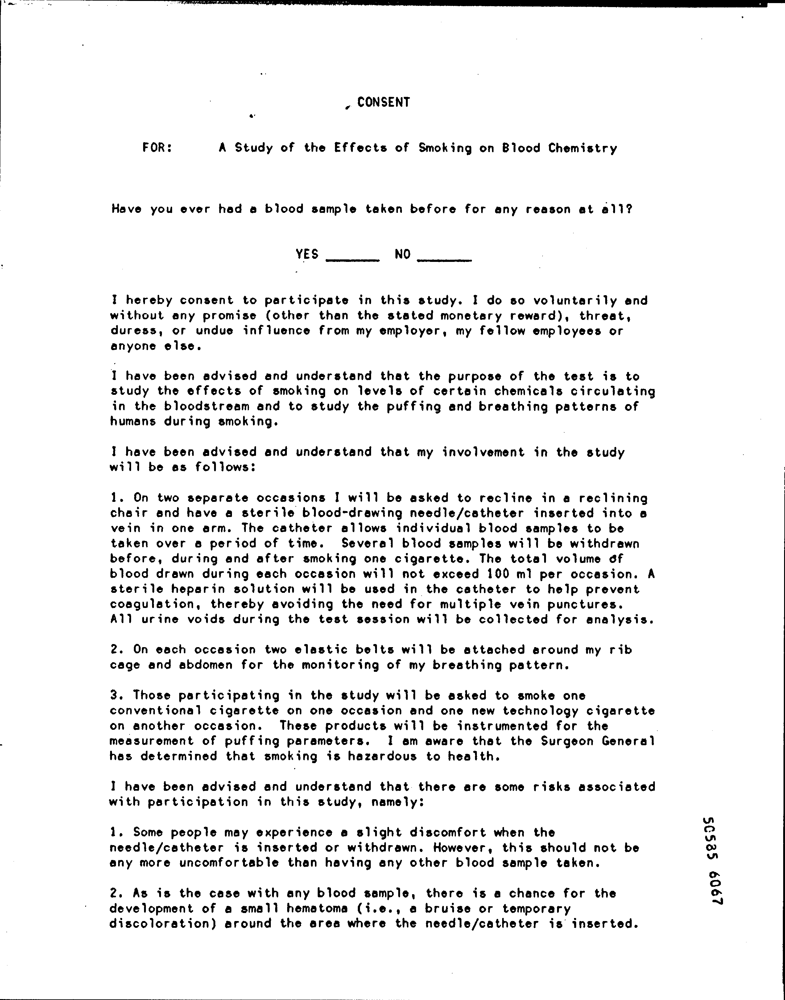 CONSENT
FOR: A Study of the Effects of Smoking on Blood Chemistry
Have you ever had a blood sample taken before for any reason at all?
YES ______ NO ______
I hereby consent to participate in this study. I do so voluntarily and
without any promise (other than the stated monetary reward), threat,
duress, or undue influence from my employer, my fellow employees or
anyone else.
I have been advised and understand that the purpose of the test is to
study the effects of smoking on levels of certain chemicals circulating
in the bloodstream and to study the puffing and breathing patterns of
humans during smoking.
I have been advised and understand that my involvement in the study
will be as follows:
1. On two separate occasions I will be asked to recline in a reclining
chair and have a sterile blood-drawing needle/catheter inserted into a
vein in one arm. The catheter allows individual blood samples to be
taken over a period of time. Several blood samples will be withdrawn
before, during and after smoking one cigarette. The total volume of
blood drawn during each occasion will not exceed 100 ml per occasion. A
sterile heparin solution will be used in the catheter to help prevent
coagulation, thereby avoiding the need for multiple vein punctures.
All urine voids during the test session will be collected for analysis.
2. On each occasion two elastic belts will be attached around my rib
cage and abdomen for the monitoring of my breathing pattern.
3. Those participating in the study will be asked to smoke one
conventional cigarette on one occasion and one new technology cigarette
on another occasion. These products will be instrumented for the
measurement of puffing parameters. I am aware that the Surgeon General
has determined that smoking is hazardous to health.
I have been advised and understand that there are some risks associated
with participation in this study, namely:
1. Some people may experience a slight discomfort when the
needle/catheter is inserted or withdrawn. However, this should not be
any more uncomfortable than having any other blood sample taken.
2. As is the case with any blood sample, there is a chance for the
development of a small hematoma (i.e., a bruise or temporary
discoloration) around the area where the needle/catheter is inserted.
50585 6067